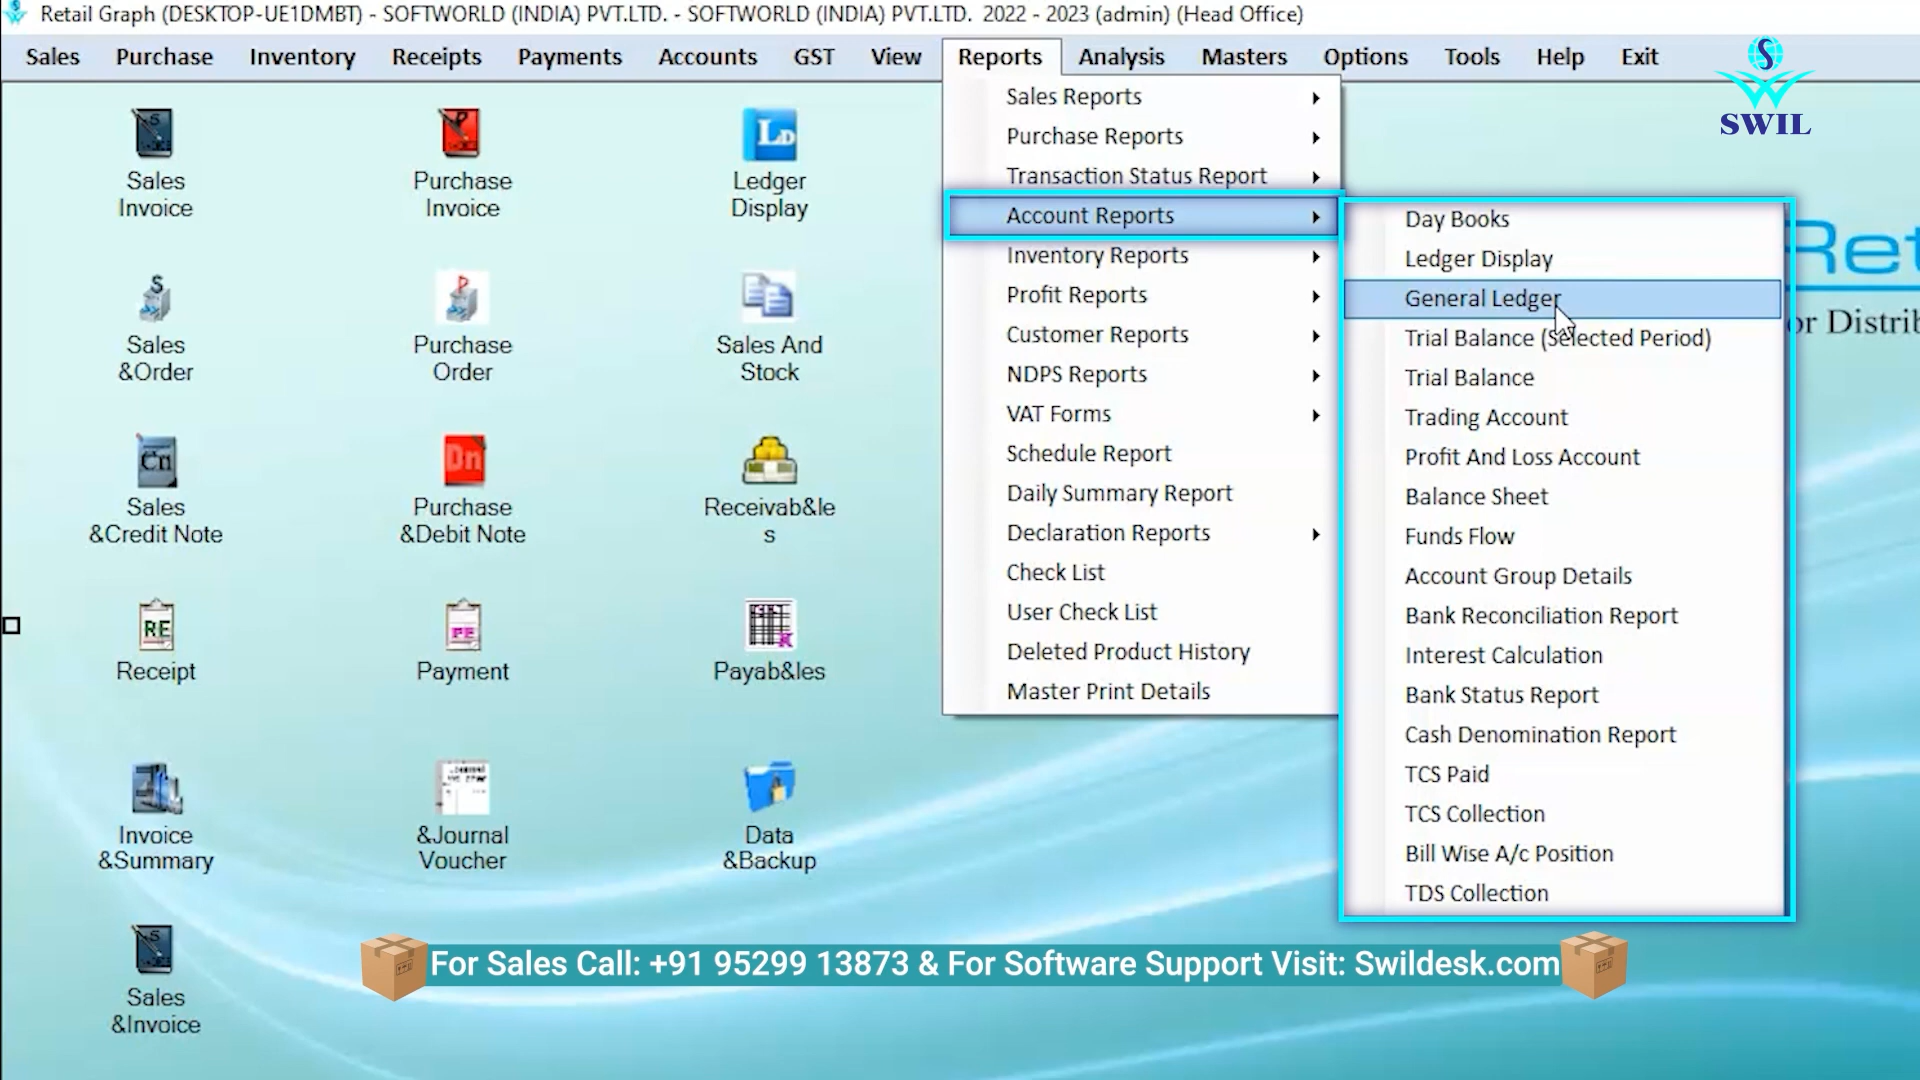 Retail Graph (DESKTOP-UE1DMBT) - SOFTWORLD (INDIA) PVT.LTD. - SOFTWORLD (INDIA) PVT.LTD. 2022 - 2023 (admin) (Head Office)
Sales Purchase Inventory Receipts Payments Accounts GST View Reports Analysis Masters Options Tools Help Exit
S
SWIL
Sales
Invoice
Purchase
Invoice
LD
Ledger
Display
S
Sales
&Order
P
Purchase
Order
Sales And
Stock
Cn
Sales
&Credit Note
Dn
Purchase
&Debit Note
Receivab&le
s
RE
Receipt
PE
Payment
Payab&les
Invoice
&Summary
&Journal
Voucher
Data
&Backup
S
Sales
&Invoice
Sales Reports
Purchase Reports
Transaction Status Report
Account Reports
Inventory Reports
Profit Reports
Customer Reports
NDPS Reports
VAT Forms
Schedule Report
Daily Summary Report
Declaration Reports
Check List
User Check List
Deleted Product History
Master Print Details
Day Books
Ledger Display
General Ledger
Trial Balance (Selected Period)
Trial Balance
Trading Account
Profit And Loss Account
Balance Sheet
Funds Flow
Account Group Details
Bank Reconciliation Report
Interest Calculation
Bank Status Report
Cash Denomination Report
TCS Paid
TCS Collection
Bill Wise A/c Position
TDS Collection
Ret
or Distrib
For Sales Call: +91 95299 13873 & For Software Support Visit: Swildesk.com